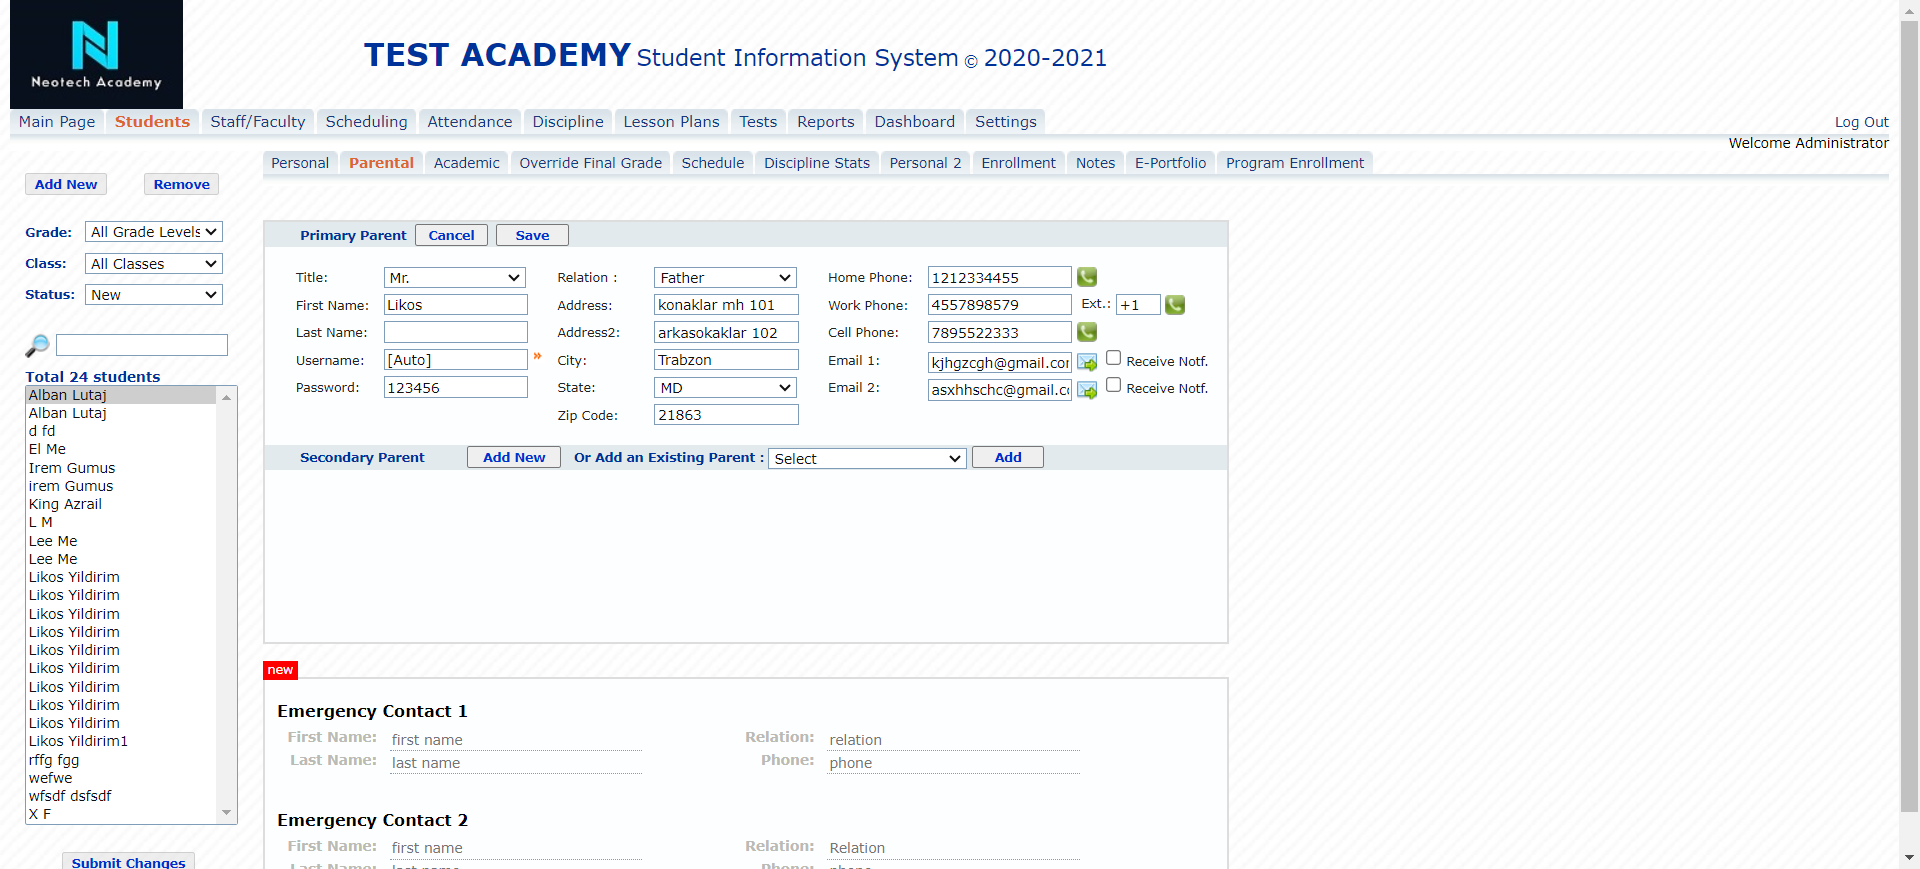 Neotech Academy
TEST ACADEMY Student Information System © 2020-2021
Main Page Students Staff/Faculty Scheduling Attendance Discipline Lesson Plans Tests Reports Dashboard Settings Log Out
Welcome Administrator
Personal Parental Academic Override Final Grade Schedule Discipline Stats Personal 2 Enrollment Notes E-Portfolio Program Enrollment
Add New Remove
Grade: All Grade Levels
Class: All Classes
Status: New
Total 24 students
Alban Lutaj
Alban Lutaj
d fd
El Me
Irem Gumus
irem Gumus
King Azrail
L M
Lee Me
Lee Me
Likos Yildirim
Likos Yildirim
Likos Yildirim
Likos Yildirim
Likos Yildirim
Likos Yildirim
Likos Yildirim
Likos Yildirim
Likos Yildirim
Likos Yildirim1
rffg fgg
wefwe
wfsdf dsfsdf
X F
Submit Changes
Primary Parent Cancel Save
Title: Mr. Relation : Father Home Phone: 1212334455
First Name: Likos Address: konaklar mh 101 Work Phone: 4557898579 Ext.: +1
Last Name: Address2: arkasokaklar 102 Cell Phone: 7895522333
Username: [Auto] » City: Trabzon Email 1: kjhgzcgh@gmail.co Receive Notf.
Password: 123456 State: MD Email 2: asxhhschc@gmail.c Receive Notf.
Zip Code: 21863
Secondary Parent Add New Or Add an Existing Parent : Select Add
new
Emergency Contact 1
First Name: first name Relation: relation
Last Name: last name Phone: phone
Emergency Contact 2
First Name: first name Relation: Relation
Last Name: last name Phone: phone